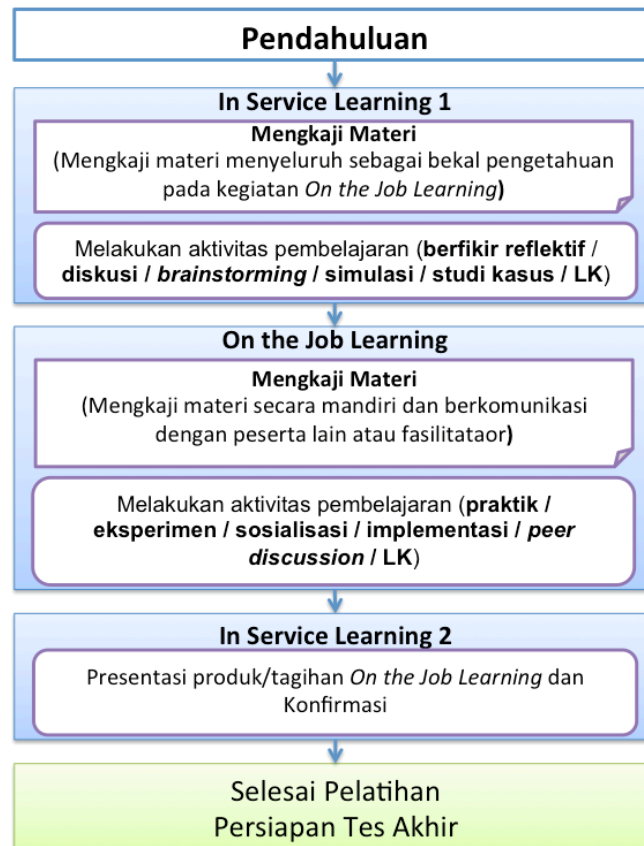 Pendahuluan
In Service Learning 1
Mengkaji Materi
(Mengkaji materi menyeluruh sebagai bekal pengetahuan
pada kegiatan On the Job Learning)
Melakukan aktivitas pembelajaran (berfikir reflektif /
diskusi / brainstorming / simulasi / studi kasus / LK)
On the Job Learning
Mengkaji Materi
(Mengkaji materi secara mandiri dan berkomunikasi
dengan peserta lain atau fasilitataor)
Melakukan aktivitas pembelajaran (praktik /
eksperimen / sosialisasi / implementasi / peer
discussion / LK)
In Service Learning 2
Presentasi produk/tagihan On the Job Learning dan
Konfirmasi
Selesai Pelatihan
Persiapan Tes Akhir